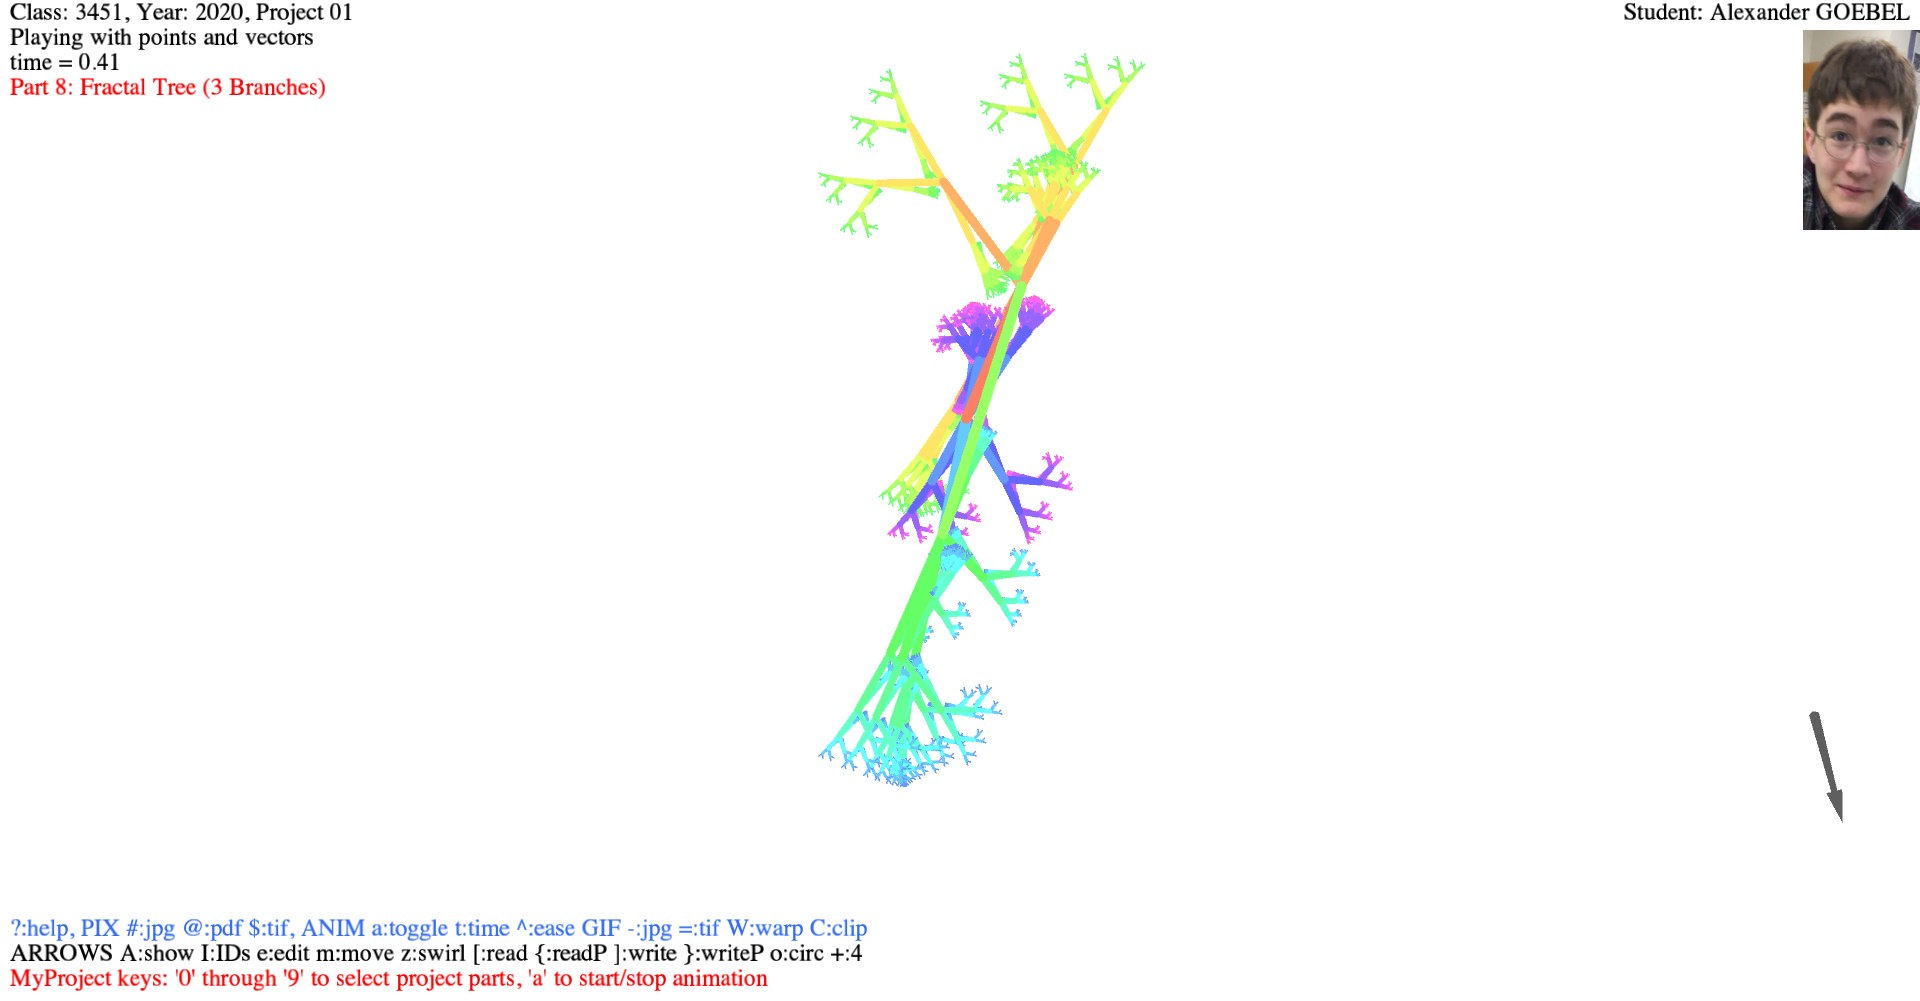 Class: 3451, Year: 2020, Project 01
Student: Alexander GOEBEL
Playing with points and vectors
time = 0.41
Part 8: Fractal Tree (3 Branches)
?:help, PIX #:jpg @:pdf $:tif, ANIM a:toggle t:time ^:ease GIF -:jpg =:tif W:warp C:clip
ARROWS A:show I:IDs e:edit m:move z:swirl [:read {:readP ]:write }:writeP o:circ +:4
MyProject keys: '0' through '9' to select project parts, 'a' to start/stop animation